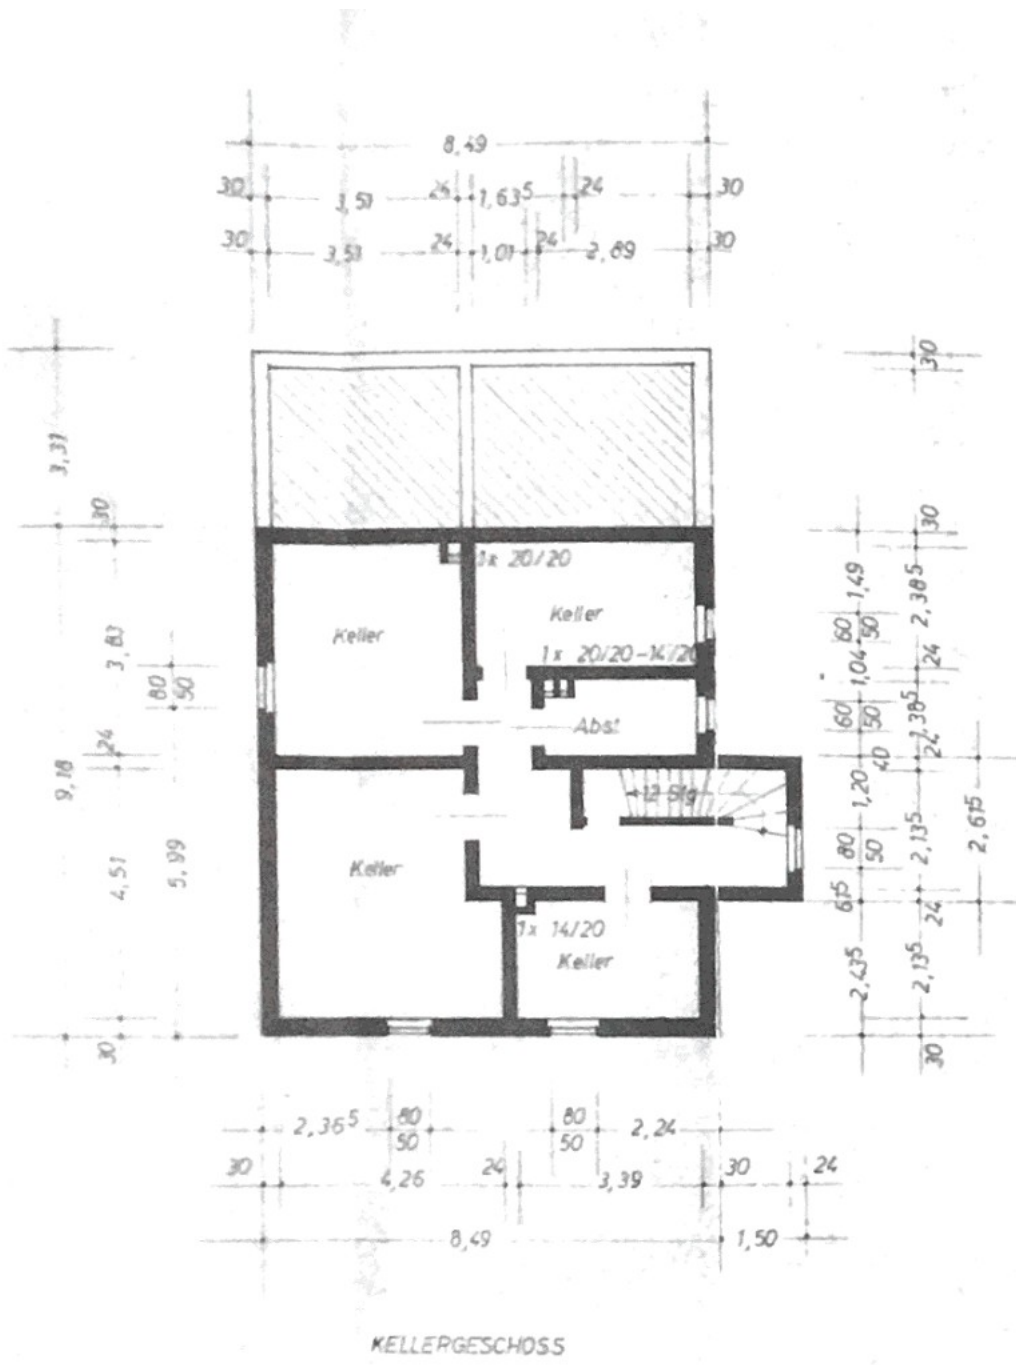 8,49
30 3,51 24 1,63⁵ 24 30
30 3,51 24 1,01 24 2,89 30
30
3,37
30
30
1x 20/20
1,49
2,38⁵
Keller
Keller
60
50
3,83
1x 20/20-14/20
1,04
24
80
50
Abst
60
50
1,38⁵
24
24
40
9,18
12 Stg
1,20
2,13⁵
2,61⁵
4,51
5,99
Keller
80
50
61⁵
24
1x 14/20
Keller
2,43⁵
2,13⁵
30
30
2,36⁵ 80 80 2,24
50 50
30 4,26 24 3,39 30 24
8,49 1,50
KELLERGESCHOSS